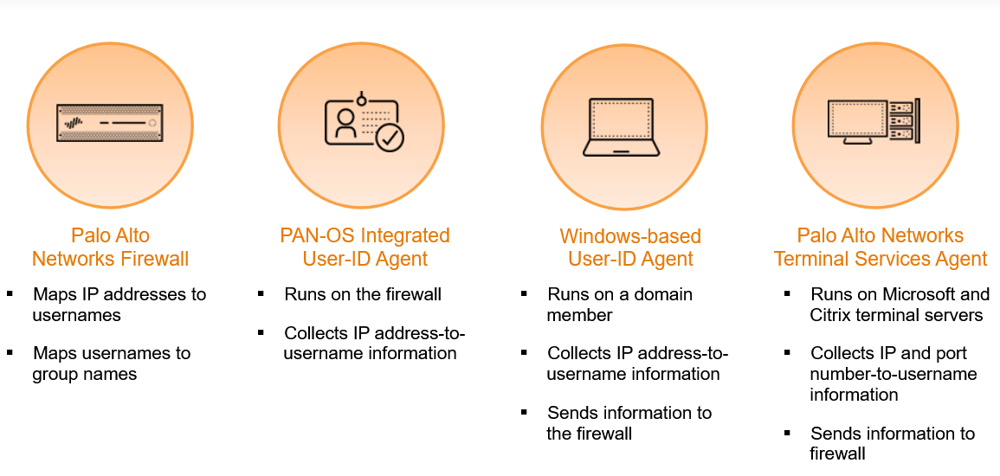 Palo Alto
Networks Firewall
▪ Maps IP addresses to
usernames
▪ Maps usernames to
group names
PAN-OS Integrated
User-ID Agent
▪ Runs on the firewall
▪ Collects IP address-to-
username information
Windows-based
User-ID Agent
▪ Runs on a domain
member
▪ Collects IP address-to-
username information
▪ Sends information to
the firewall
Palo Alto Networks
Terminal Services Agent
▪ Runs on Microsoft and
Citrix terminal servers
▪ Collects IP and port
number-to-username
information
▪ Sends information to
firewall